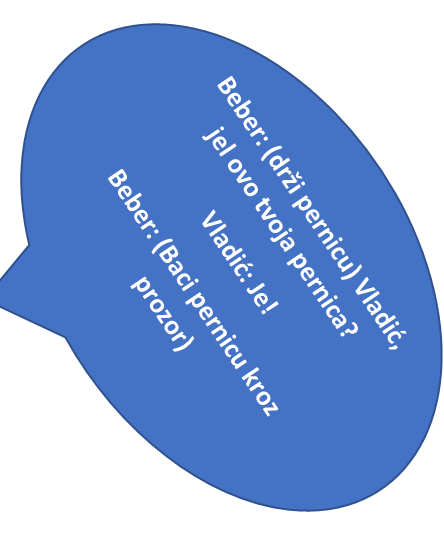 Beber: (drži pernicu) Vladić,
jel ovo tvoja pernica?
Vladić: Je!
Beber: (Baci pernicu kroz
prozor)